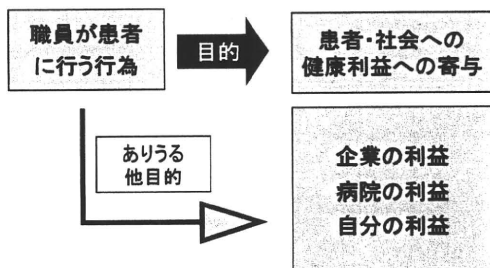 職員が患者
に行う行為
目的
患者・社会への
健康利益への寄与
ありうる
他目的
企業の利益
病院の利益
自分の利益